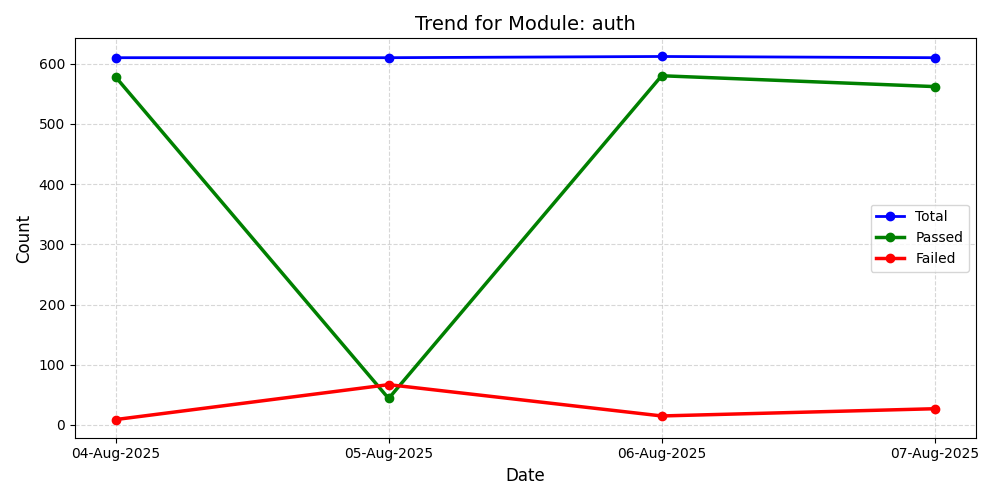 Trend for Module: auth
Count
600
500
400
300
200
100
0
Total
Passed
Failed
04-Aug-2025
05-Aug-2025
06-Aug-2025
07-Aug-2025
Date